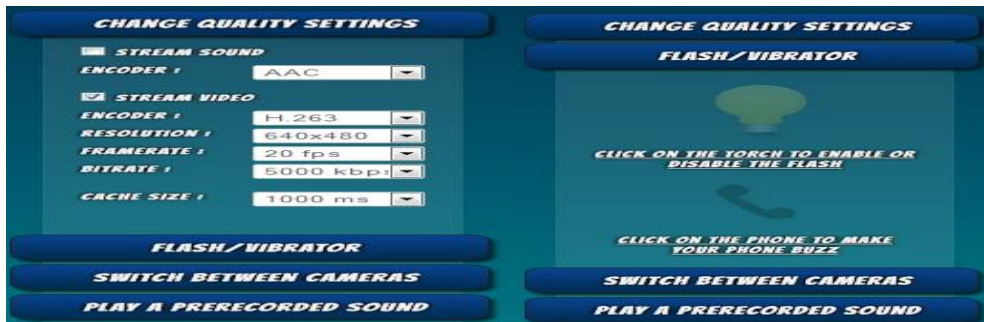 CHANGE QUALITY SETTINGS
STREAM SOUND
ENCODER : AAC
STREAM VIDEO
ENCODER : H.263
RESOLUTION : 640x480
FRAMERATE : 20 fps
BITRATE : 5000 kbp
CACHE SIZE : 1000 ms
FLASH/VIBRATOR
SWITCH BETWEEN CAMERAS
PLAY A PRERECORDED SOUND
CHANGE QUALITY SETTINGS
FLASH/VIBRATOR
CLICK ON THE TORCH TO ENABLE OR
DISABLE THE FLASH
CLICK ON THE PHONE TO MAKE
YOUR PHONE BUZZ
SWITCH BETWEEN CAMERAS
PLAY A PRERECORDED SOUND